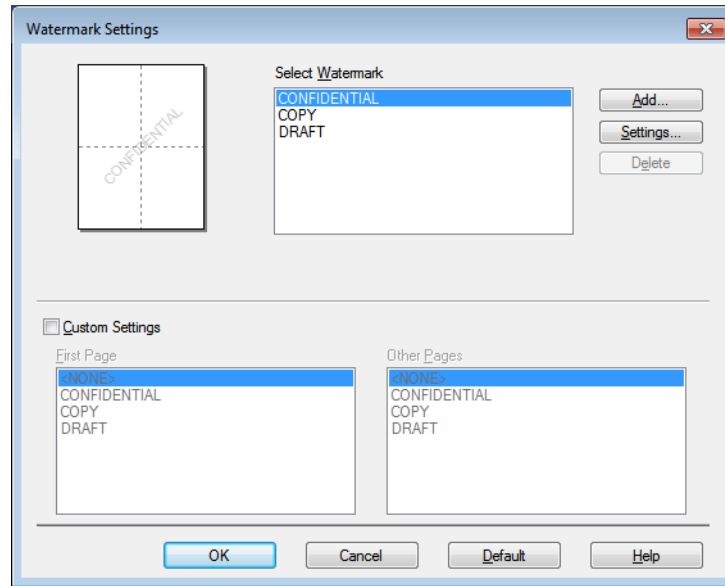 Watermark Settings
Select Watermark
CONFIDENTIAL
CONFIDENTIAL
COPY
DRAFT
Add...
Settings...
Delete
Custom Settings
First Page
<NONE>
CONFIDENTIAL
COPY
DRAFT
Other Pages
<NONE>
CONFIDENTIAL
COPY
DRAFT
OK
Cancel
Default
Help